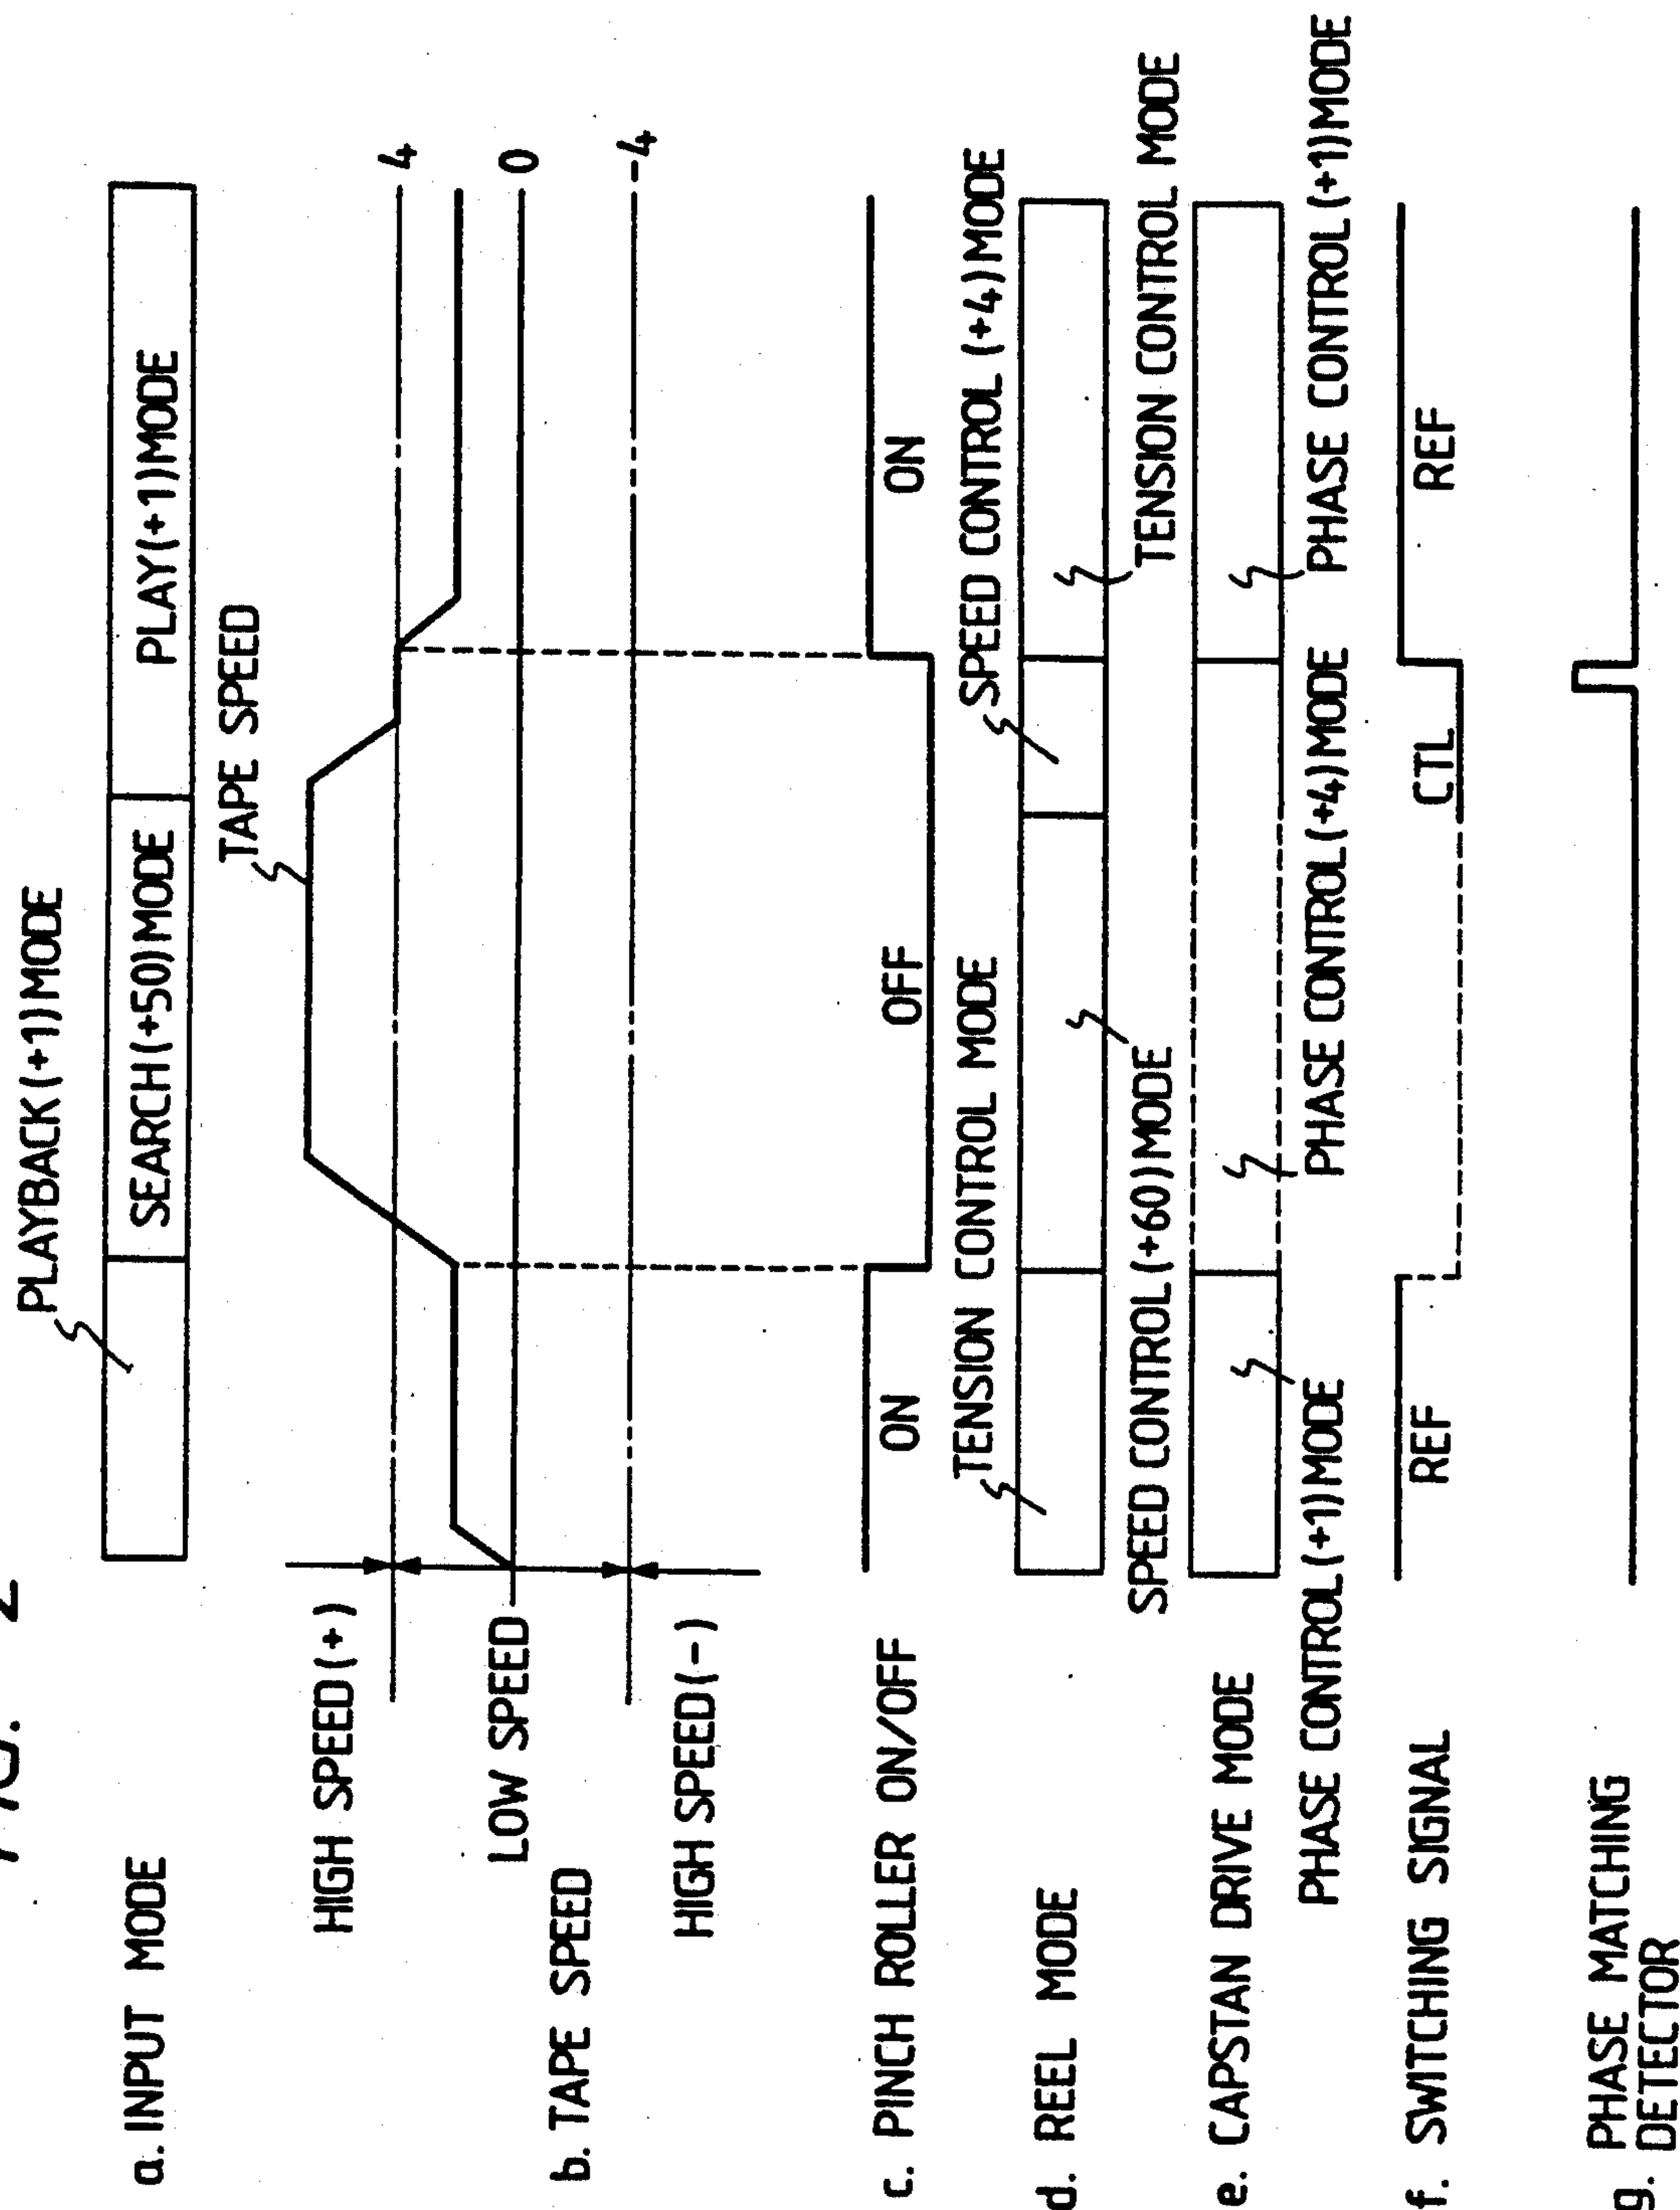 FIG. 2
PLAYBACK(+1)MODE
a. INPUT MODE
SEARCH(+50)MODE
PLAY(+1)MODE
TAPE SPEED
HIGH SPEED(+)
4
LOW SPEED
0
b. TAPE SPEED
-4
HIGH SPEED(-)
c. PINCH ROLLER ON/OFF
ON
OFF
ON
TENSION CONTROL MODE
SPEED CONTROL (+4)MODE
d. REEL MODE
SPEED CONTROL(+60)MODE
TENSION CONTROL MODE
e. CAPSTAN DRIVE MODE
PHASE CONTROL(+1)MODE
PHASE CONTROL(+4)MODE
PHASE CONTROL(+1)MODE
f. SWITCHING SIGNAL
REF
CTL
REF
g. PHASE MATCHING
DETECTOR